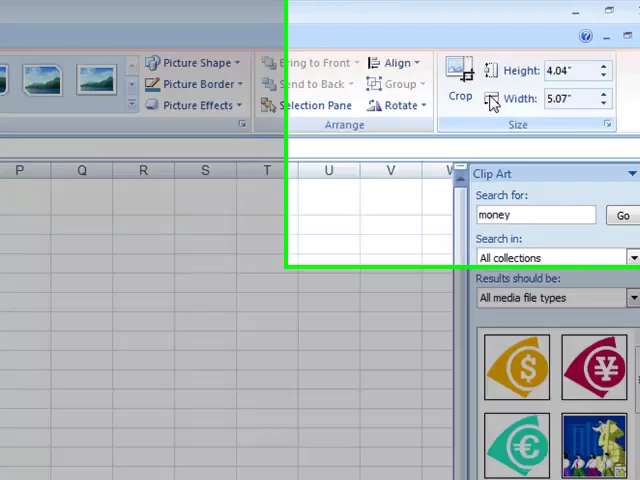 Picture Shape
Picture Border
Picture Effects
Bring to Front
Send to Back
Selection Pane
Align
Group
Rotate
Arrange
Crop
Height: 4.04"
Width: 5.07"
Size
P Q R S T U V W
Clip Art
Search for:
money
Go
Search in:
All collections
Results should be:
All media file types
$
¥
€